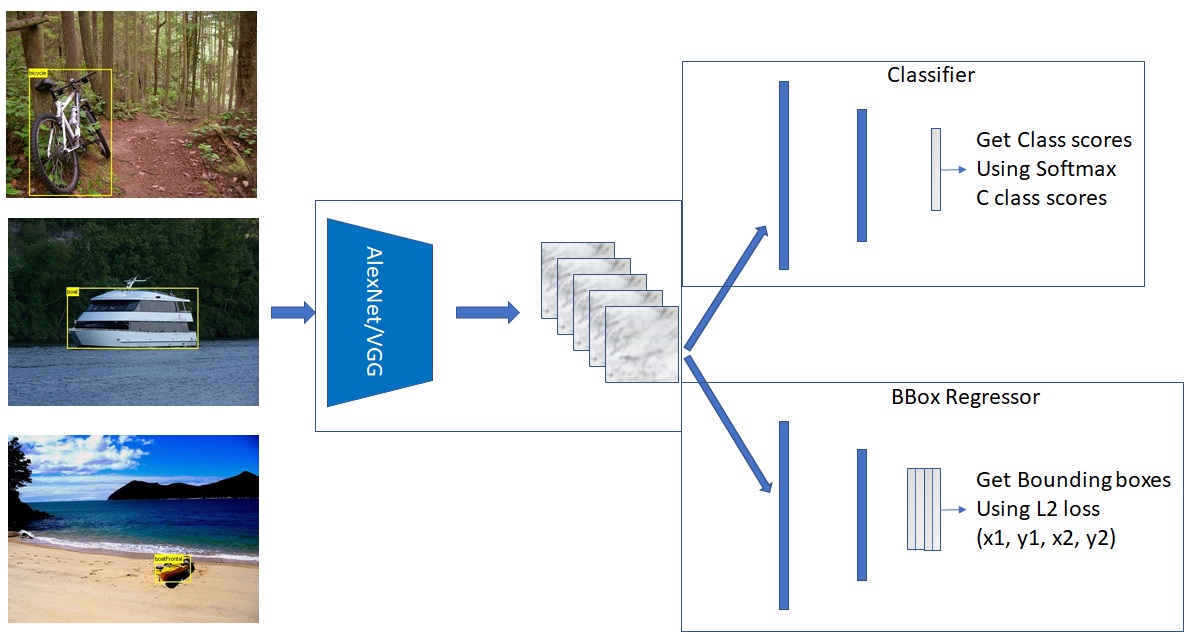 bicycle
boat
boatFrontal
AlexNet/VGG
Classifier
Get Class scores
Using Softmax
C class scores
BBox Regressor
Get Bounding boxes
Using L2 loss
(x1, y1, x2, y2)